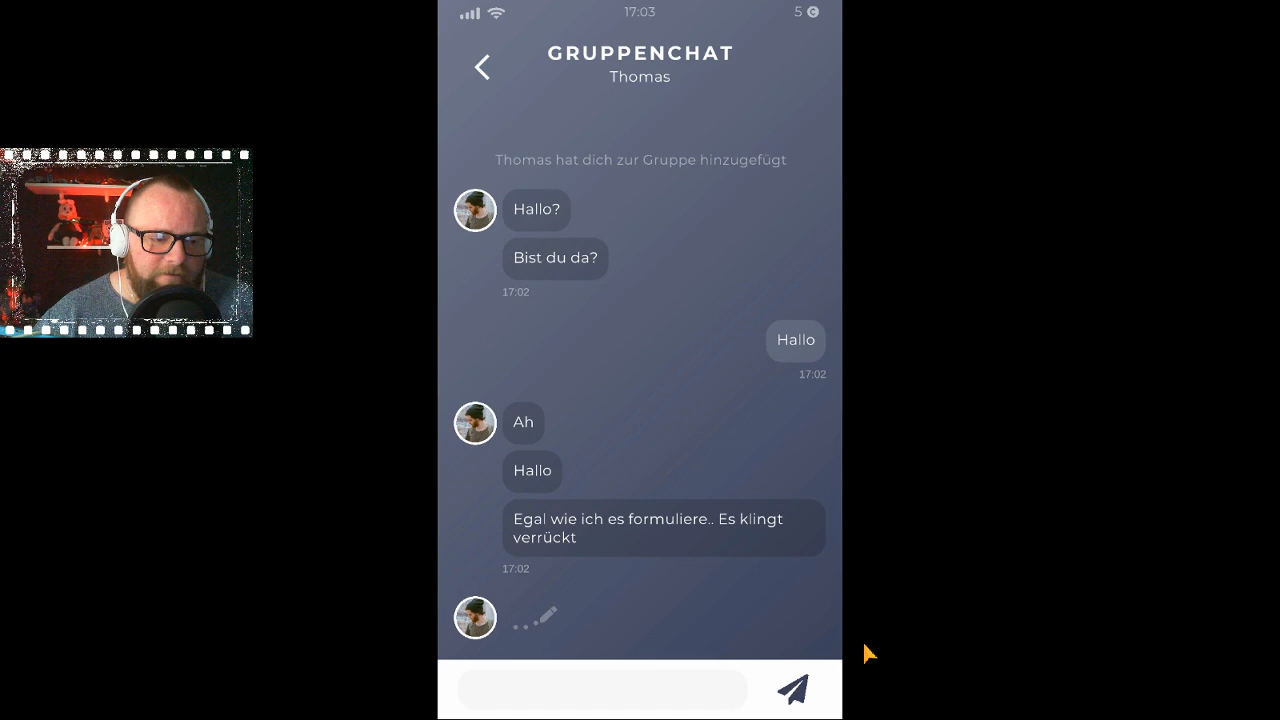 17:03
5
GRUPPENCHAT
Thomas
Thomas hat dich zur Gruppe hinzugefügt
Hallo?
Bist du da?
17:02
Hallo
17:02
Ah
Hallo
Egal wie ich es formuliere.. Es klingt
verrückt
17:02